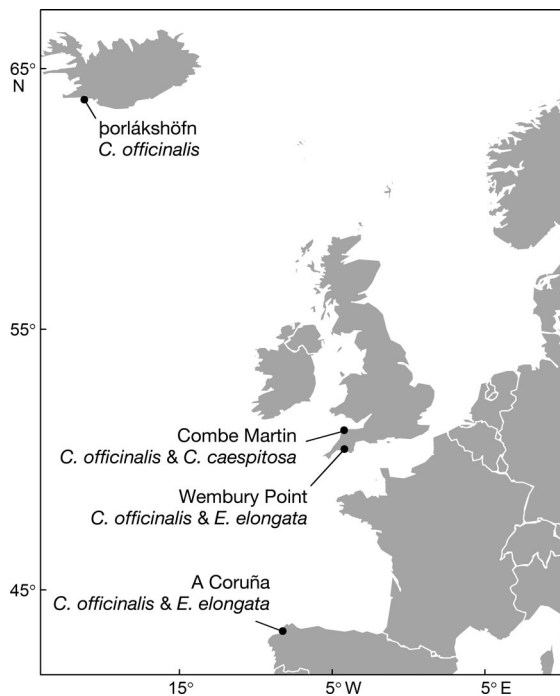 65°
N
þorlákshöfn
C. officinalis
55°
Combe Martin
C. officinalis & C. caespitosa
Wembury Point
C. officinalis & E. elongata
A Coruña
C. officinalis & E. elongata
45°
15°
5° W
5° E